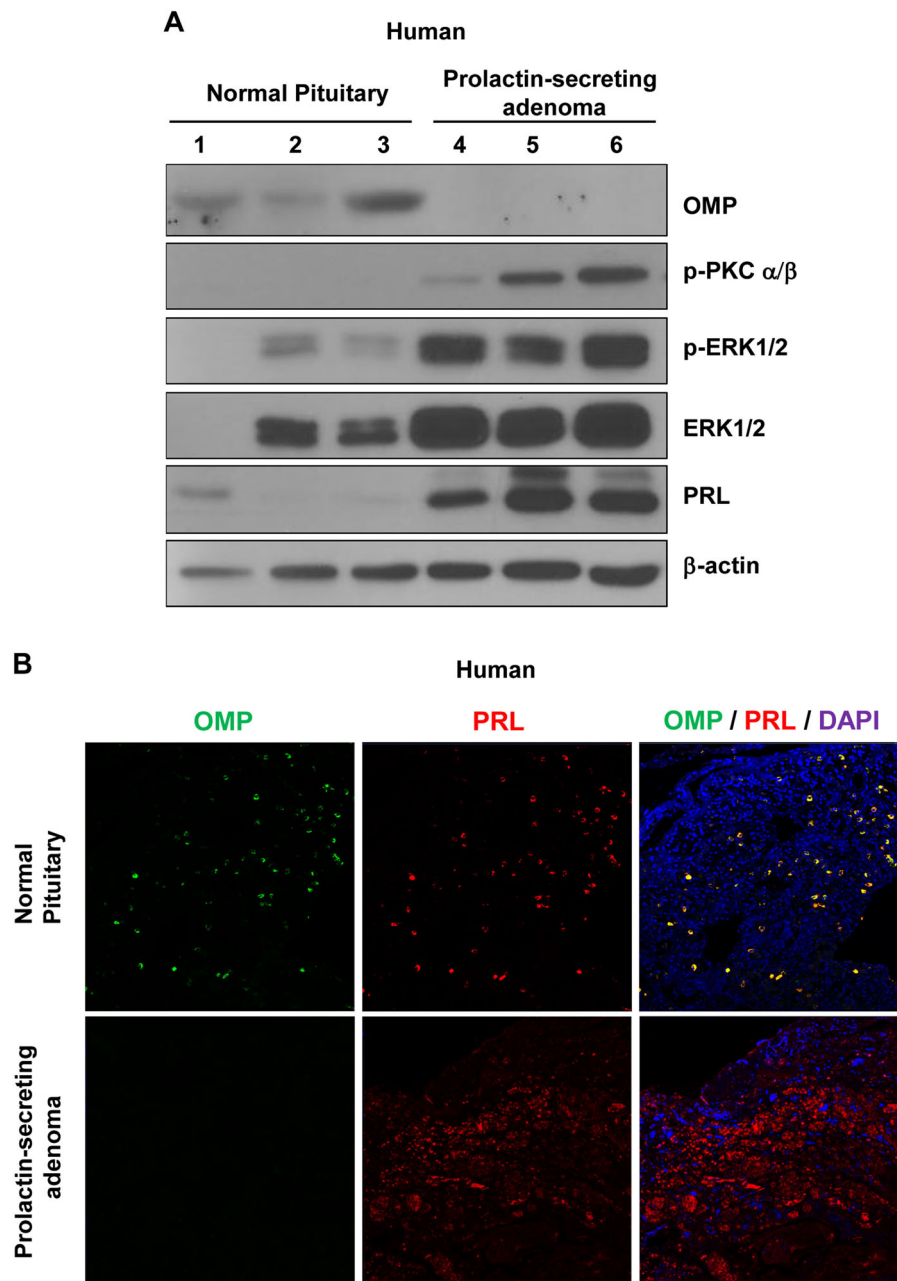 A
Human
Normal Pituitary
Prolactin-secreting
adenoma
1 2 3 4 5 6
OMP
p-PKC α/β
p-ERK1/2
ERK1/2
PRL
β-actin
B
Human
OMP
PRL
OMP / PRL / DAPI
Normal
Pituitary
Prolactin-secreting
adenoma